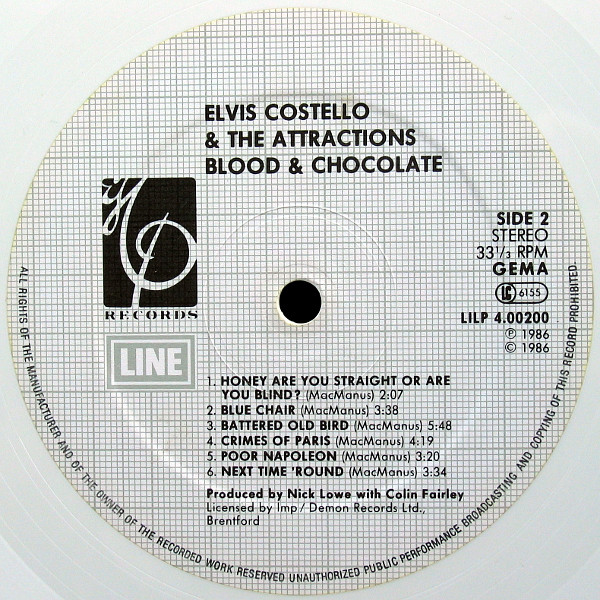 ELVIS COSTELLO
& THE ATTRACTIONS
BLOOD & CHOCOLATE
RECORDS
LINE
SIDE 2
STEREO
33 1/3 RPM
GEMA
LC 6155
LILP 4.00200
℗ 1986
© 1986
1. HONEY ARE YOU STRAIGHT OR ARE
YOU BLIND? (MacManus) 2:07
2. BLUE CHAIR (MacManus) 3:38
3. BATTERED OLD BIRD (MacManus) 5:48
4. CRIMES OF PARIS (MacManus) 4:19
5. POOR NAPOLEON (MacManus) 3:20
6. NEXT TIME 'ROUND (MacManus) 3:34
Produced by Nick Lowe with Colin Fairley
Licensed by Imp / Demon Records Ltd.,
Brentford
ALL RIGHTS OF THE MANUFACTURER AND OF THE OWNER OF THE RECORDED WORK RESERVED UNAUTHORIZED PUBLIC PERFORMANCE BROADCASTING AND COPYING OF THIS RECORD PROHIBITED.